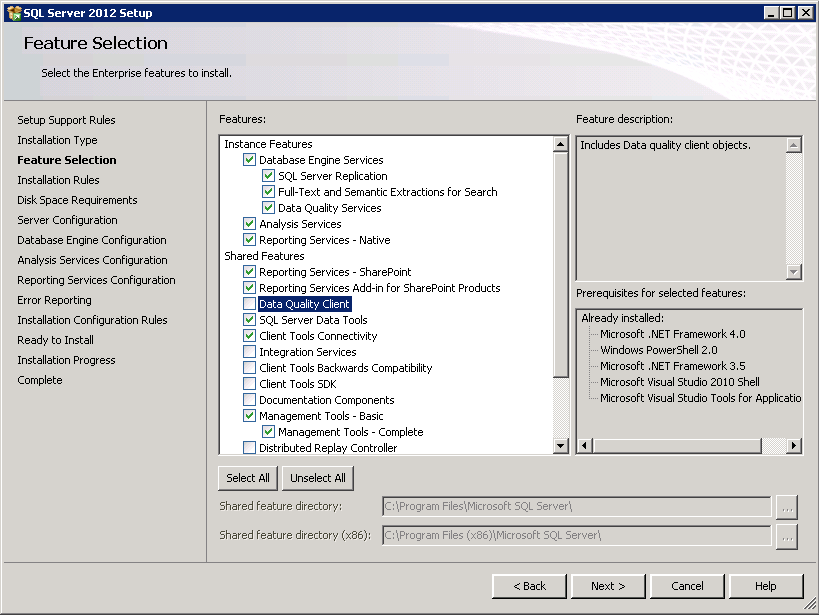 SQL Server 2012 Setup
Feature Selection
Select the Enterprise features to install.
Setup Support Rules
Installation Type
Feature Selection
Installation Rules
Disk Space Requirements
Server Configuration
Database Engine Configuration
Analysis Services Configuration
Reporting Services Configuration
Error Reporting
Installation Configuration Rules
Ready to Install
Installation Progress
Complete
Features:
Instance Features
Database Engine Services
SQL Server Replication
Full-Text and Semantic Extractions for Search
Data Quality Services
Analysis Services
Reporting Services - Native
Shared Features
Reporting Services - SharePoint
Reporting Services Add-in for SharePoint Products
Data Quality Client
SQL Server Data Tools
Client Tools Connectivity
Integration Services
Client Tools Backwards Compatibility
Client Tools SDK
Documentation Components
Management Tools - Basic
Management Tools - Complete
Distributed Replay Controller
Feature description:
Includes Data quality client objects.
Prerequisites for selected features:
Already installed:
Microsoft .NET Framework 4.0
Windows PowerShell 2.0
Microsoft .NET Framework 3.5
Microsoft Visual Studio 2010 Shell
Microsoft Visual Studio Tools for Applicatio
Select All
Unselect All
Shared feature directory:
C:\Program Files\Microsoft SQL Server\
...
Shared feature directory (x86):
C:\Program Files (x86)\Microsoft SQL Server\
...
< Back
Next >
Cancel
Help